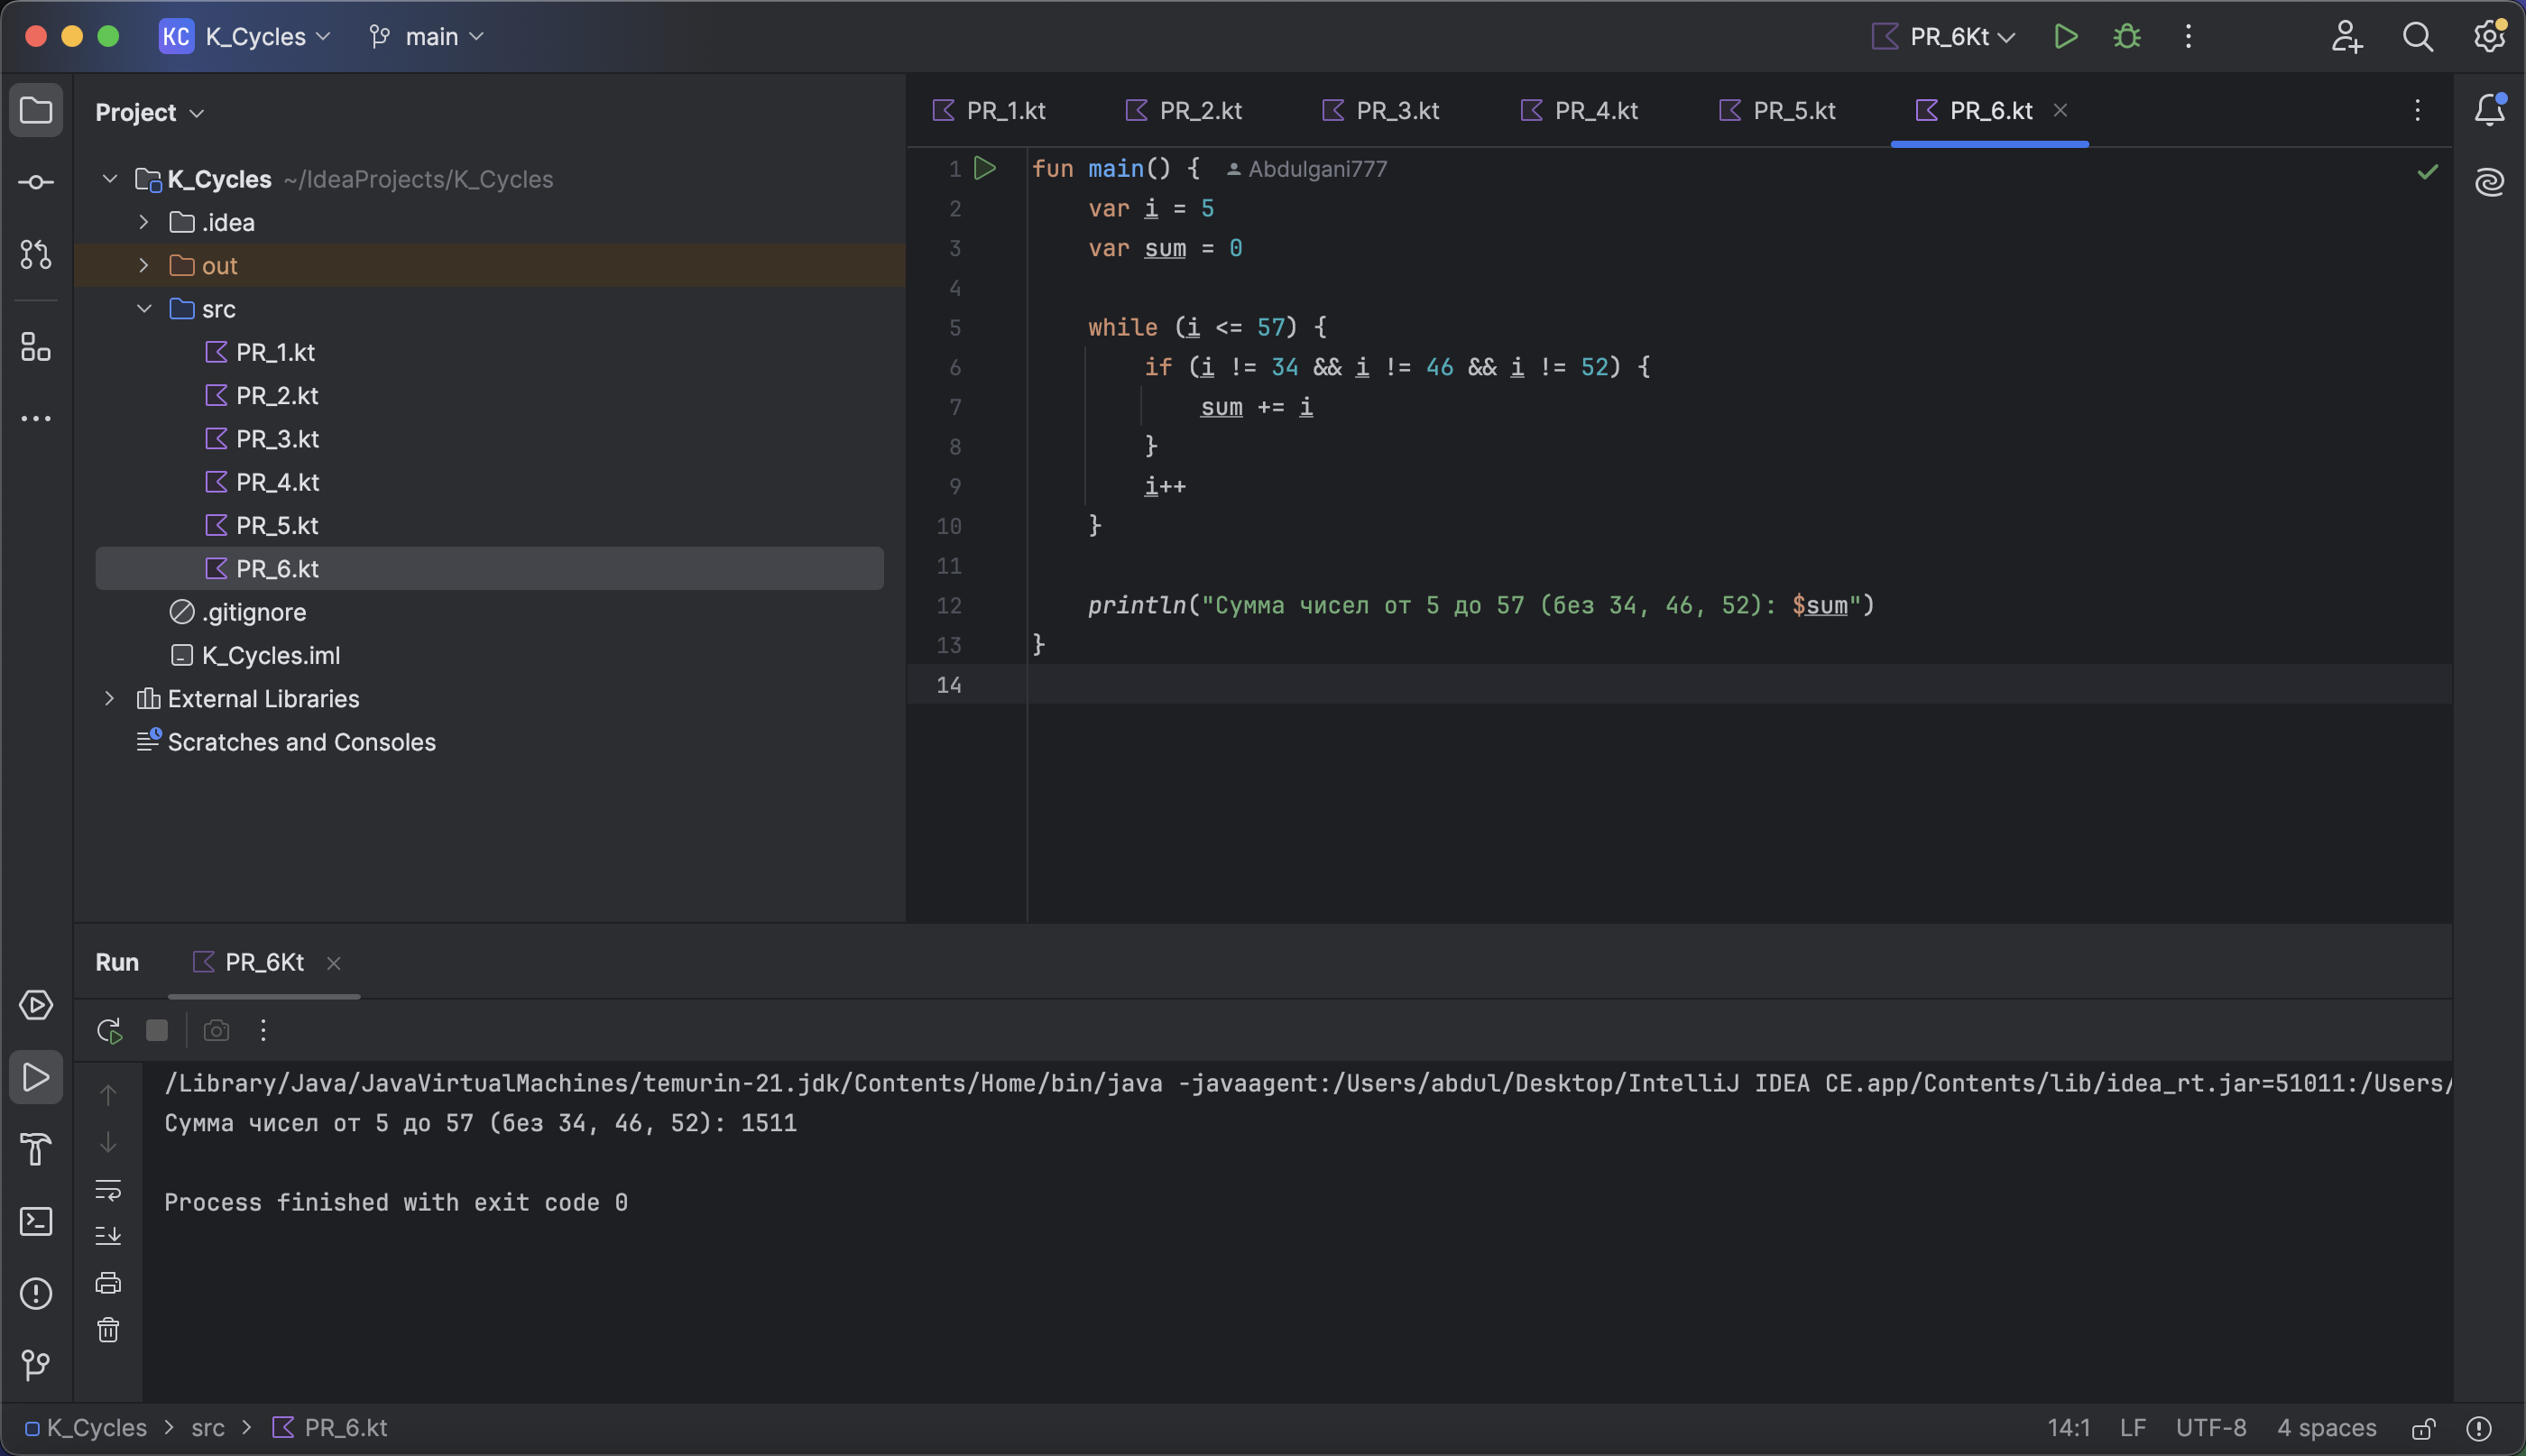 KC K_Cycles main PR_6Kt
Project
K_Cycles ~/IdeaProjects/K_Cycles
.idea
out
src
PR_1.kt
PR_2.kt
PR_3.kt
PR_4.kt
PR_5.kt
PR_6.kt
.gitignore
K_Cycles.iml
External Libraries
Scratches and Consoles
PR_1.kt PR_2.kt PR_3.kt PR_4.kt PR_5.kt PR_6.kt
1 fun main() { Abdulgani777
2 var i = 5
3 var sum = 0
4
5 while (i <= 57) {
6 if (i != 34 && i != 46 && i != 52) {
7 sum += i
8 }
9 i++
10 }
11
12 println("Сумма чисел от 5 до 57 (без 34, 46, 52): $sum")
13 }
14
Run PR_6Kt
/Library/Java/JavaVirtualMachines/temurin-21.jdk/Contents/Home/bin/java -javaagent:/Users/abdul/Desktop/IntelliJ IDEA CE.app/Contents/lib/idea_rt.jar=51011:/Users/
Сумма чисел от 5 до 57 (без 34, 46, 52): 1511
Process finished with exit code 0
K_Cycles > src > PR_6.kt 14:1 LF UTF-8 4 spaces